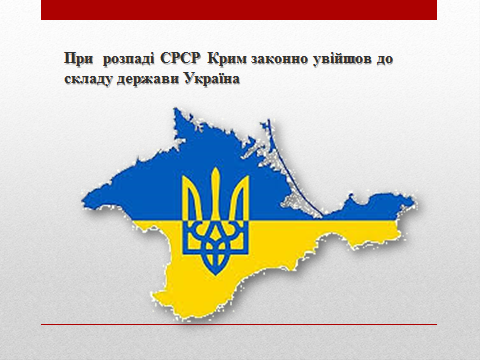 При розпаді СРСР Крим законно увійшов до
складу держави Україна